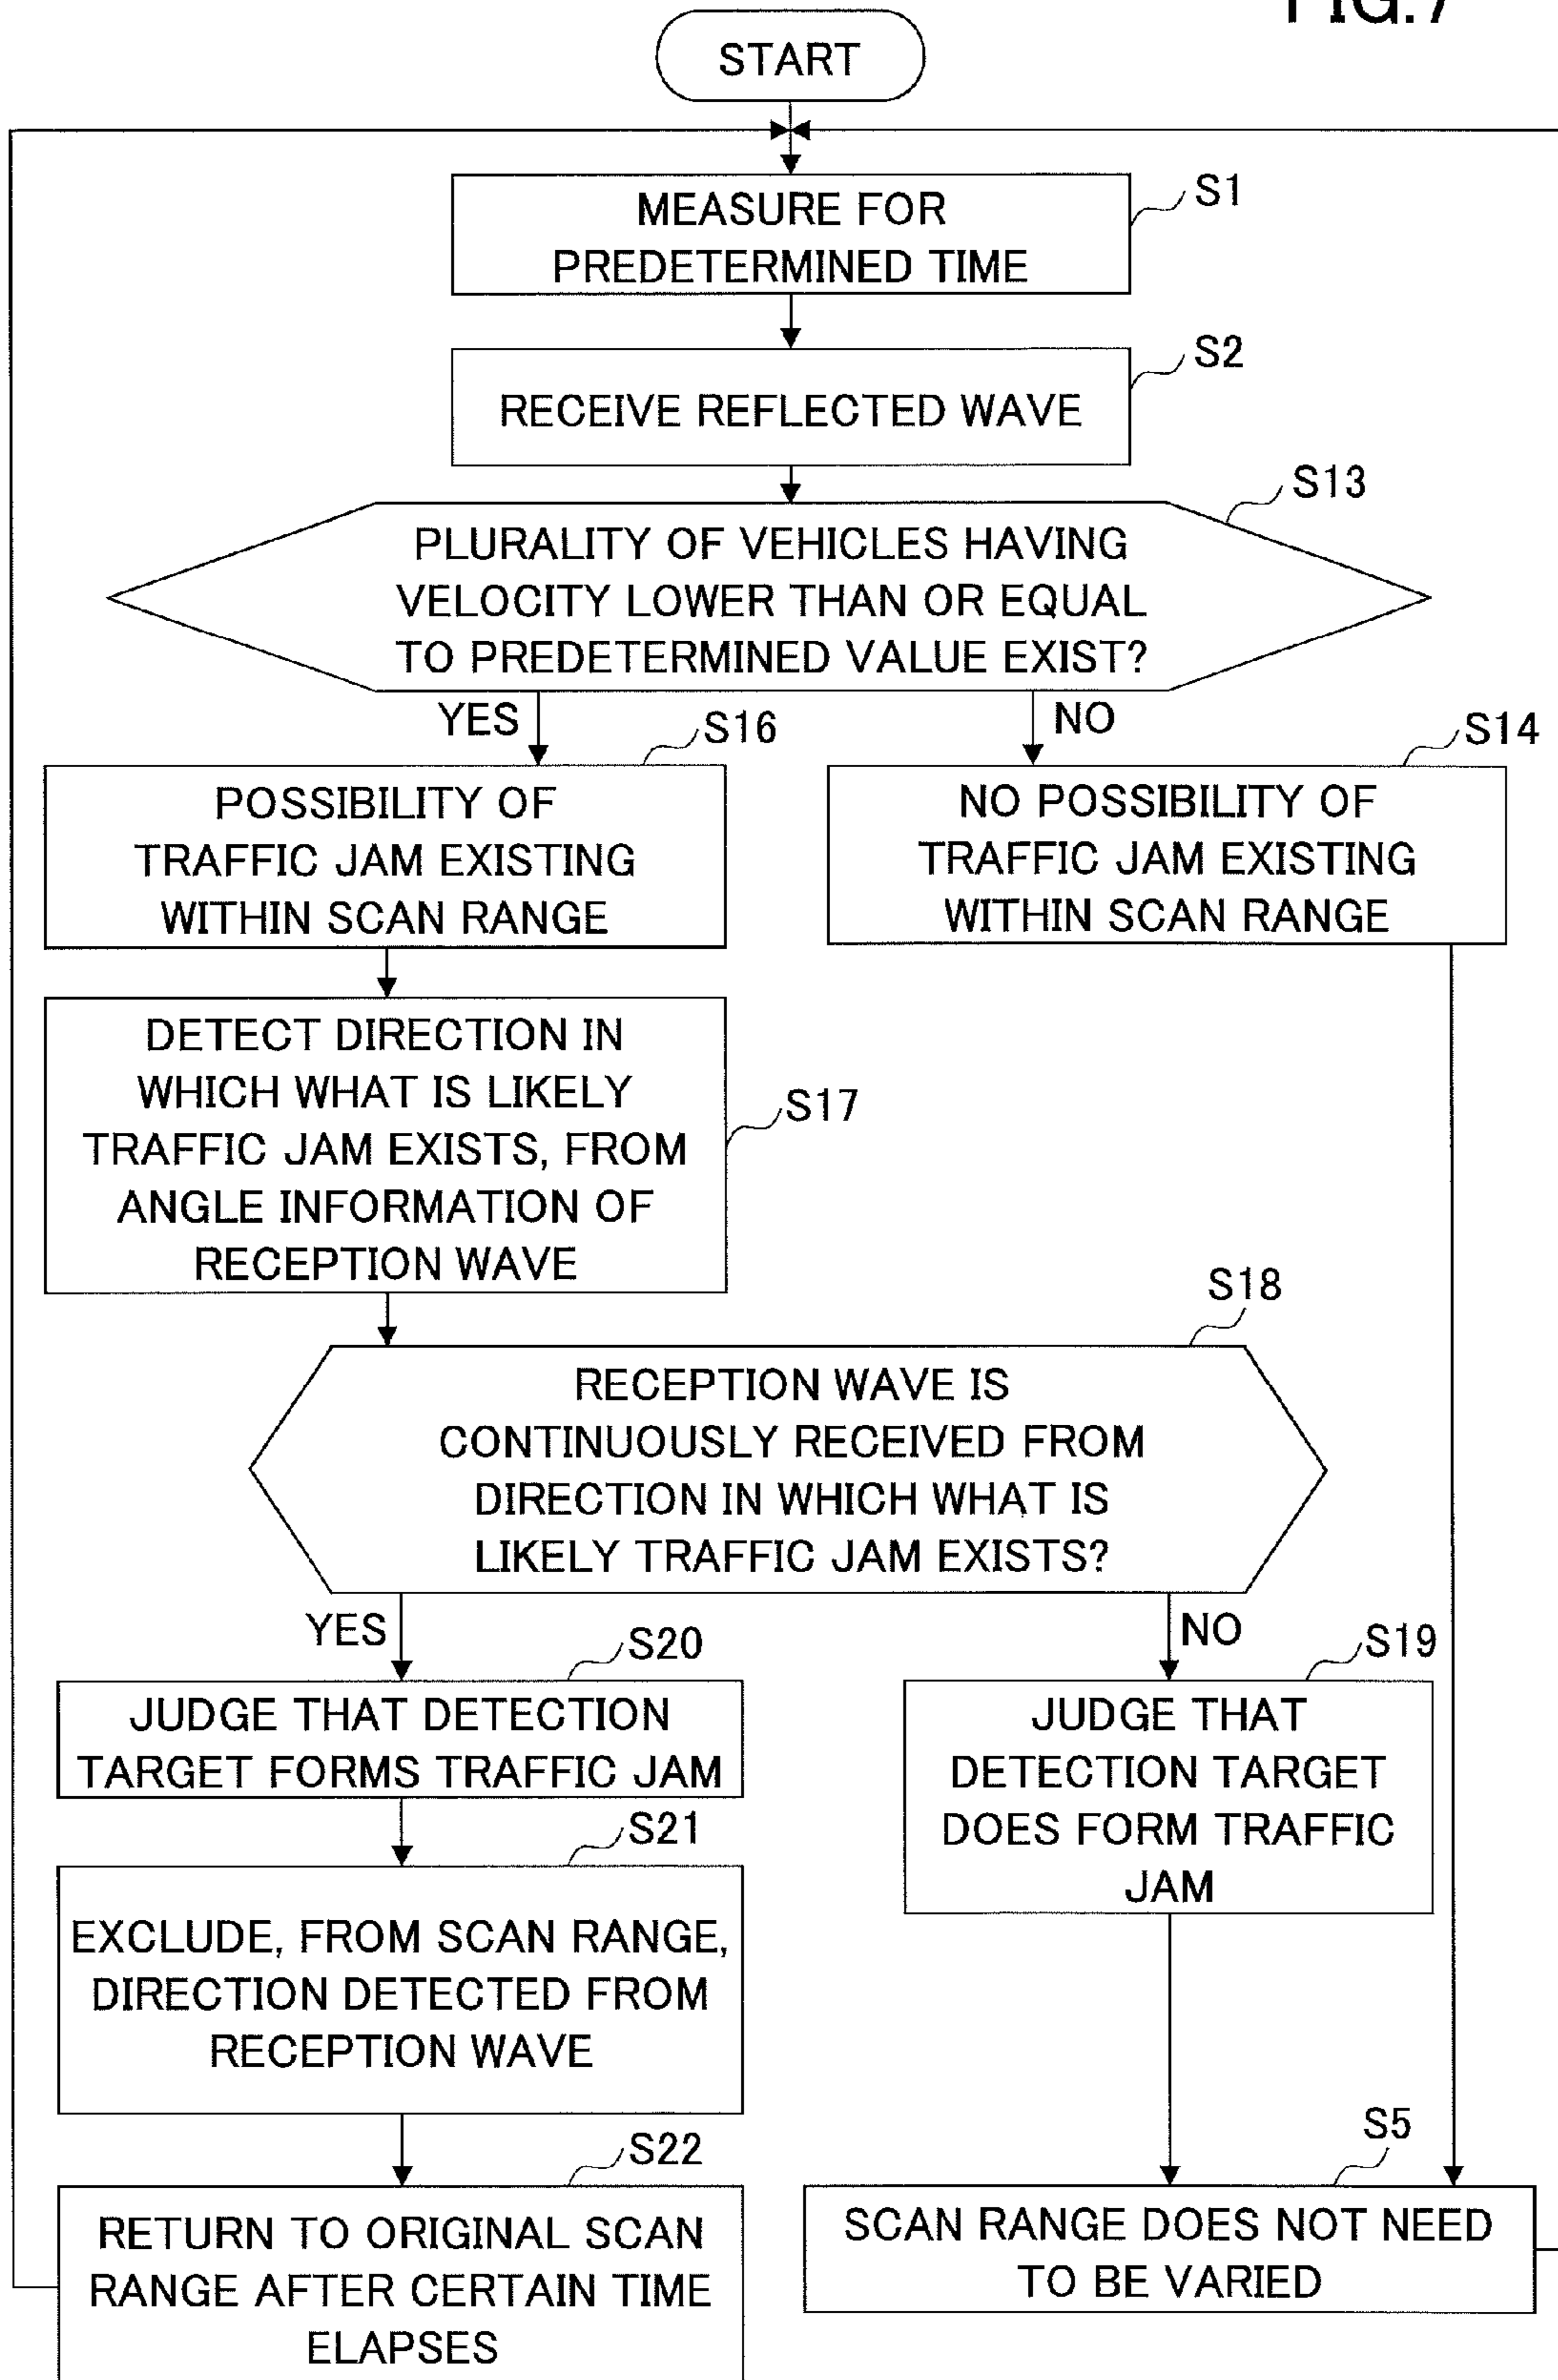 FIG.7
START
MEASURE FOR
PREDETERMINED TIME
S1
RECEIVE REFLECTED WAVE
S2
PLURALITY OF VEHICLES HAVING
VELOCITY LOWER THAN OR EQUAL
TO PREDETERMINED VALUE EXIST?
S13
YES
NO
S16
POSSIBILITY OF
TRAFFIC JAM EXISTING
WITHIN SCAN RANGE
S14
NO POSSIBILITY OF
TRAFFIC JAM EXISTING
WITHIN SCAN RANGE
DETECT DIRECTION IN
WHICH WHAT IS LIKELY
TRAFFIC JAM EXISTS, FROM
ANGLE INFORMATION OF
RECEPTION WAVE
S17
S18
RECEPTION WAVE IS
CONTINUOUSLY RECEIVED FROM
DIRECTION IN WHICH WHAT IS
LIKELY TRAFFIC JAM EXISTS?
YES
NO
S20
JUDGE THAT DETECTION
TARGET FORMS TRAFFIC JAM
S19
JUDGE THAT
DETECTION TARGET
DOES FORM TRAFFIC
JAM
S21
EXCLUDE, FROM SCAN RANGE,
DIRECTION DETECTED FROM
RECEPTION WAVE
S22
RETURN TO ORIGINAL SCAN
RANGE AFTER CERTAIN TIME
ELAPSES
S5
SCAN RANGE DOES NOT NEED
TO BE VARIED